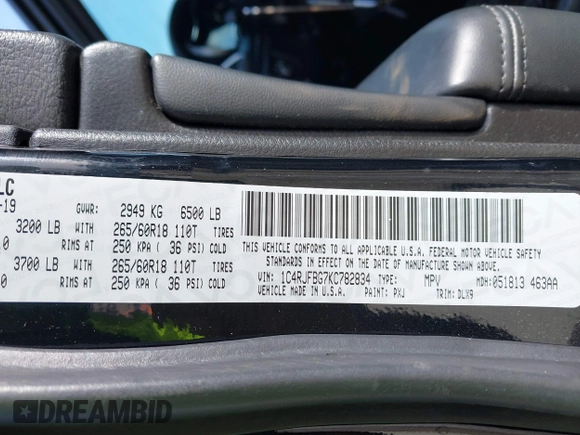 LC
-19 GVWR: 2949 KG 6500 LB
3200 LB 265/60R18 110T TIRES
.0 RIMS AT 250 KPA ( 36 PSI) COLD
3700 LB 265/60R18 110T TIRES
0 RIMS AT 250 KPA ( 36 PSI) COLD
THIS VEHICLE CONFORMS TO ALL APPLICABLE U.S.A. FEDERAL MOTOR VEHICLE SAFETY
STANDARDS IN EFFECT ON THE DATE OF MANUFACTURE SHOWN ABOVE.
VIN: 1C4RJFBG7KC782834 MPV MDH: 051813 463AA
VEHICLE MADE IN U.S.A. PAINT: PXJ TRIM: DLX9
DREAMBID